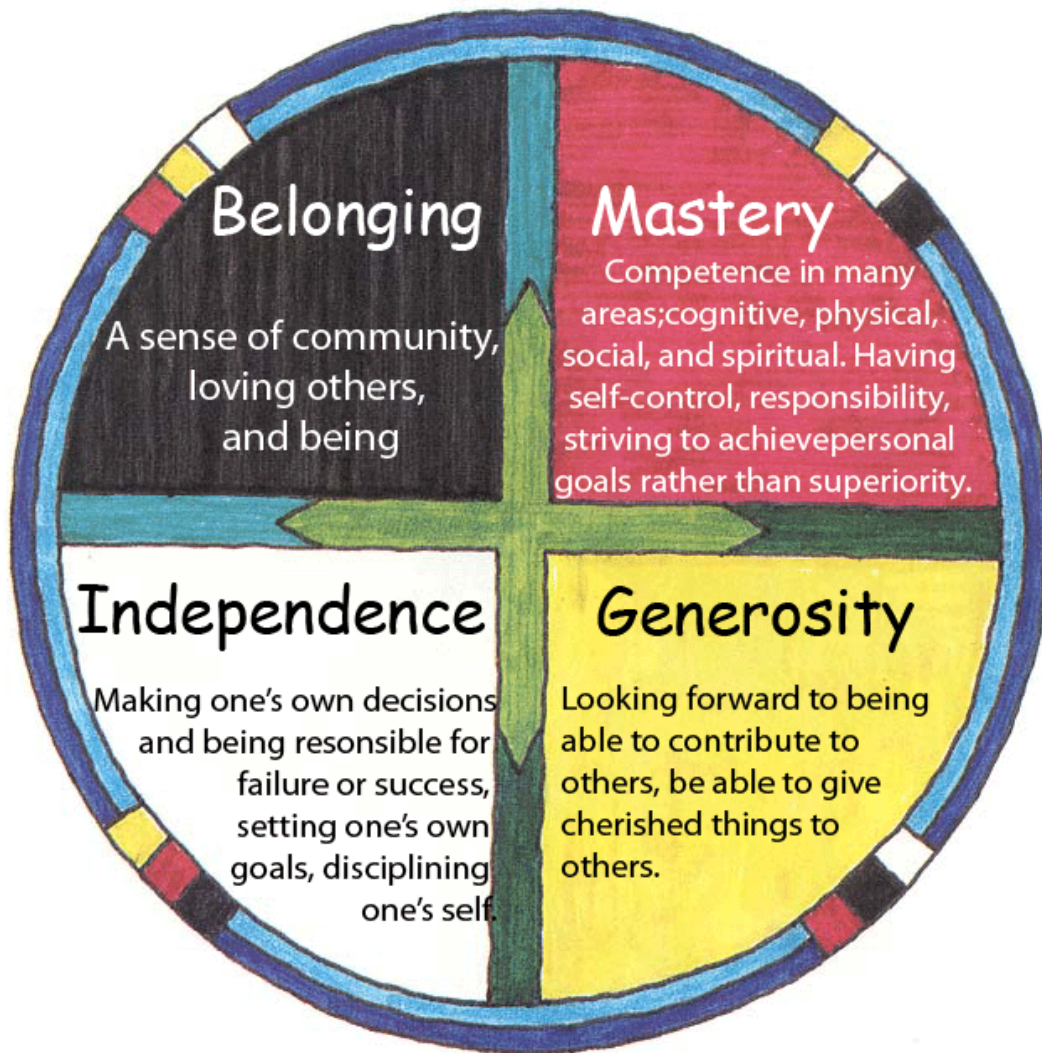 Belonging
A sense of community,
loving others,
and being
Mastery
Competence in many
areas;cognitive, physical,
social, and spiritual. Having
self-control, responsibility,
striving to achievepersonal
goals rather than superiority.
Independence
Making one's own decisions
and being resonsible for
failure or success,
setting one's own
goals, disciplining
one's self.
Generosity
Looking forward to being
able to contribute to
others, be able to give
cherished things to
others.